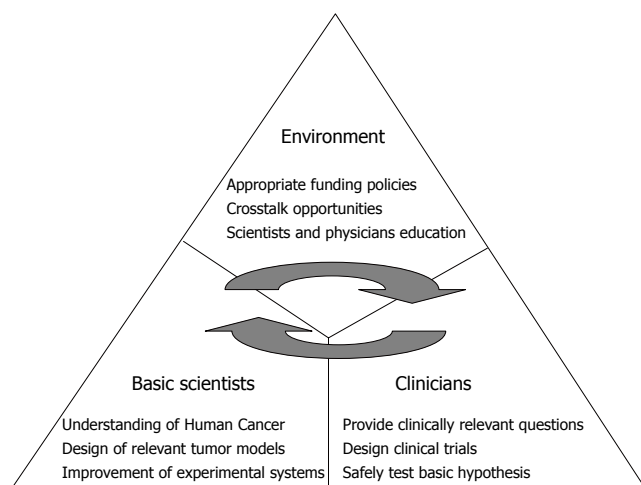 Environment
Appropriate funding policies
Crosstalk opportunities
Scientists and physicians education
Basic scientists
Understanding of Human Cancer
Design of relevant tumor models
Improvement of experimental systems
Clinicians
Provide clinically relevant questions
Design clinical trials
Safely test basic hypothesis